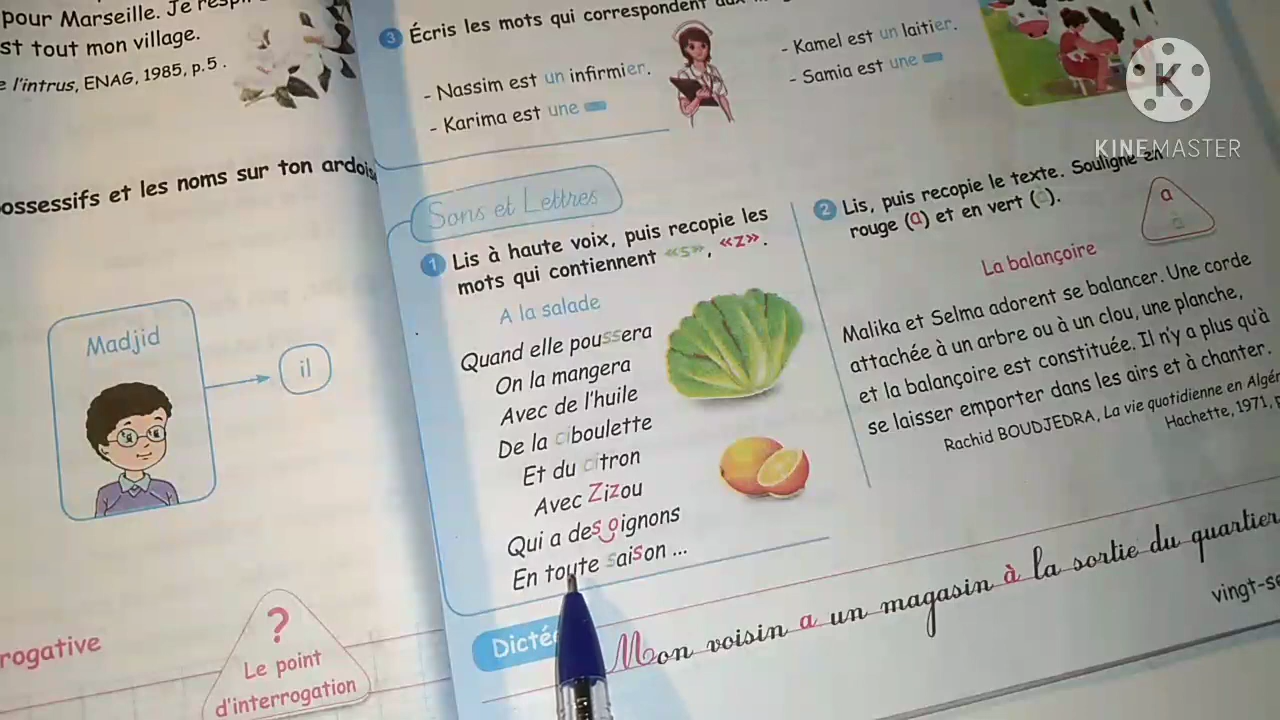 pour Marseille. Je
st tout mon village.
l'intrus, ENAG, 1985, p.5.
ossessifs et les noms sur ton
Madjid
il
rogative
?
Le point
d'interrogation
3 Écris les mots qui correspondent
- Nassim est un infirmier.
- Karima est une
- Kamel est un laitier.
- Samia est une
K
KINEMASTER
Sons et Lettres
1 Lis à haute voix, puis recopie les
mots qui contiennent «s», «z».
A la salade
Quand elle poussera
On la mangera
Avec de l'huile
De la ciboulette
Et du citron
Avec Zizou
Qui a des oignons
En toute saison ...
2 Lis, puis recopie le texte. Souligne en
rouge (a) et en vert (à).
a
à
La balançoire
Malika et Selma adorent se balancer. Une corde
attachée à un arbre ou à un clou, une planche,
et la balançoire est constituée. Il n'y a plus qu'à
se laisser emporter dans les airs et à chanter.
Rachid BOUDJEDRA, La vie quotidienne en
Hachette, 1971,
Dictée
Mon voisin a un magasin à la sortie du quartier